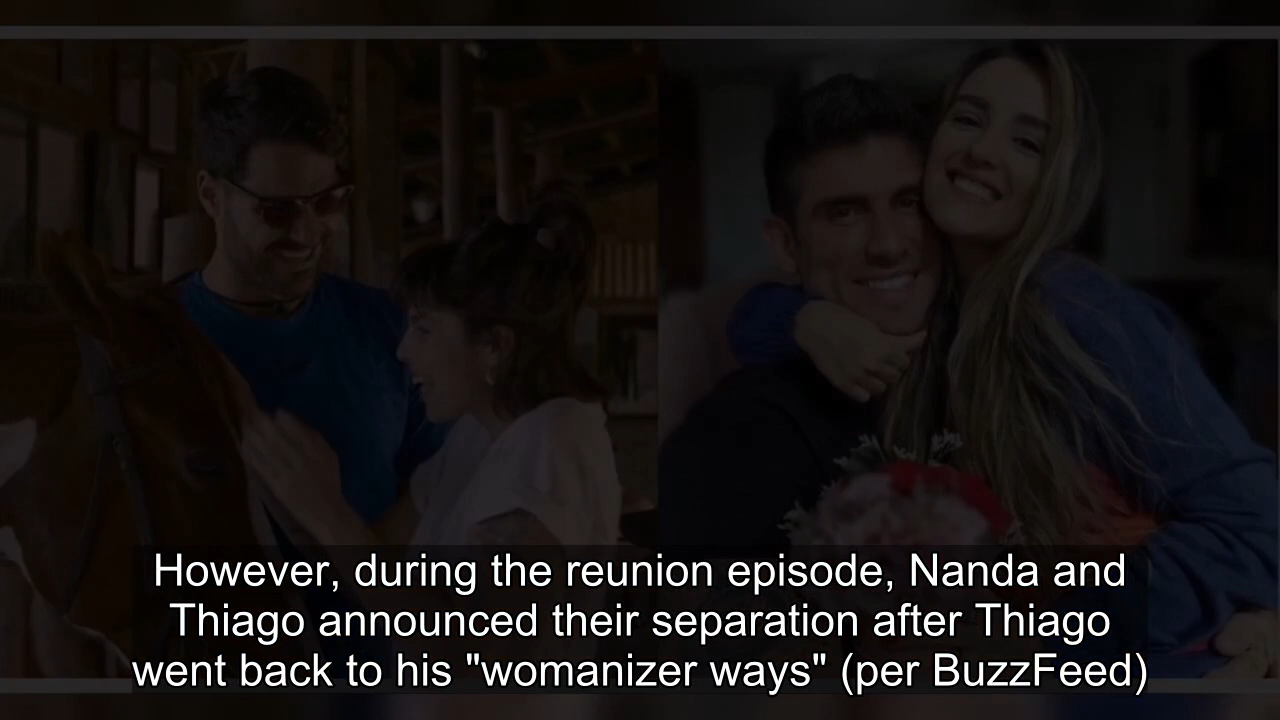 However, during the reunion episode, Nanda and
Thiago announced their separation after Thiago
went back to his "womanizer ways" (per BuzzFeed)